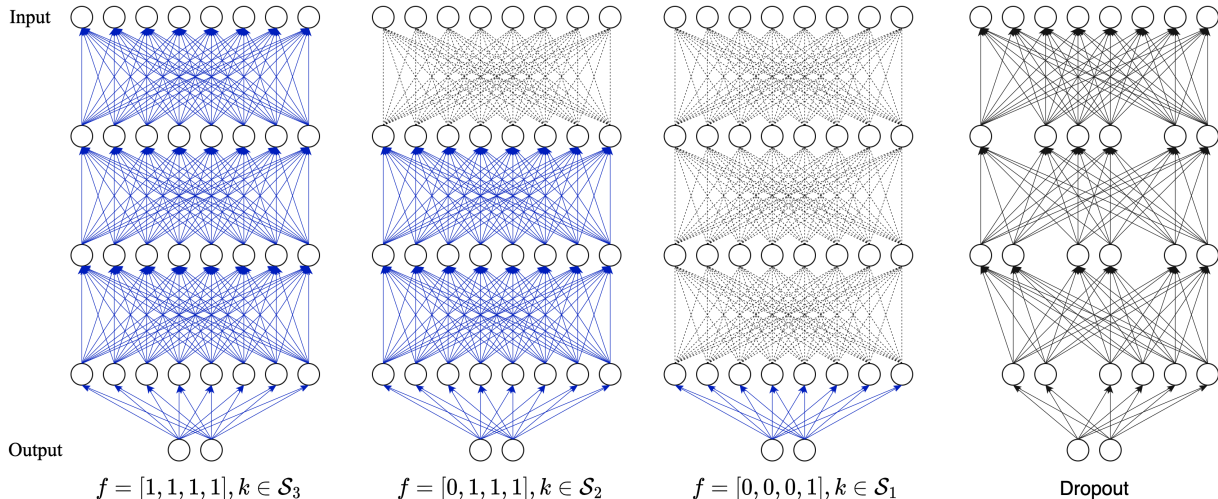 Input
Output
f = [1, 1, 1, 1], k ∈ 𝒮₃
f = [0, 1, 1, 1], k ∈ 𝒮₂
f = [0, 0, 0, 1], k ∈ 𝒮₁
Dropout